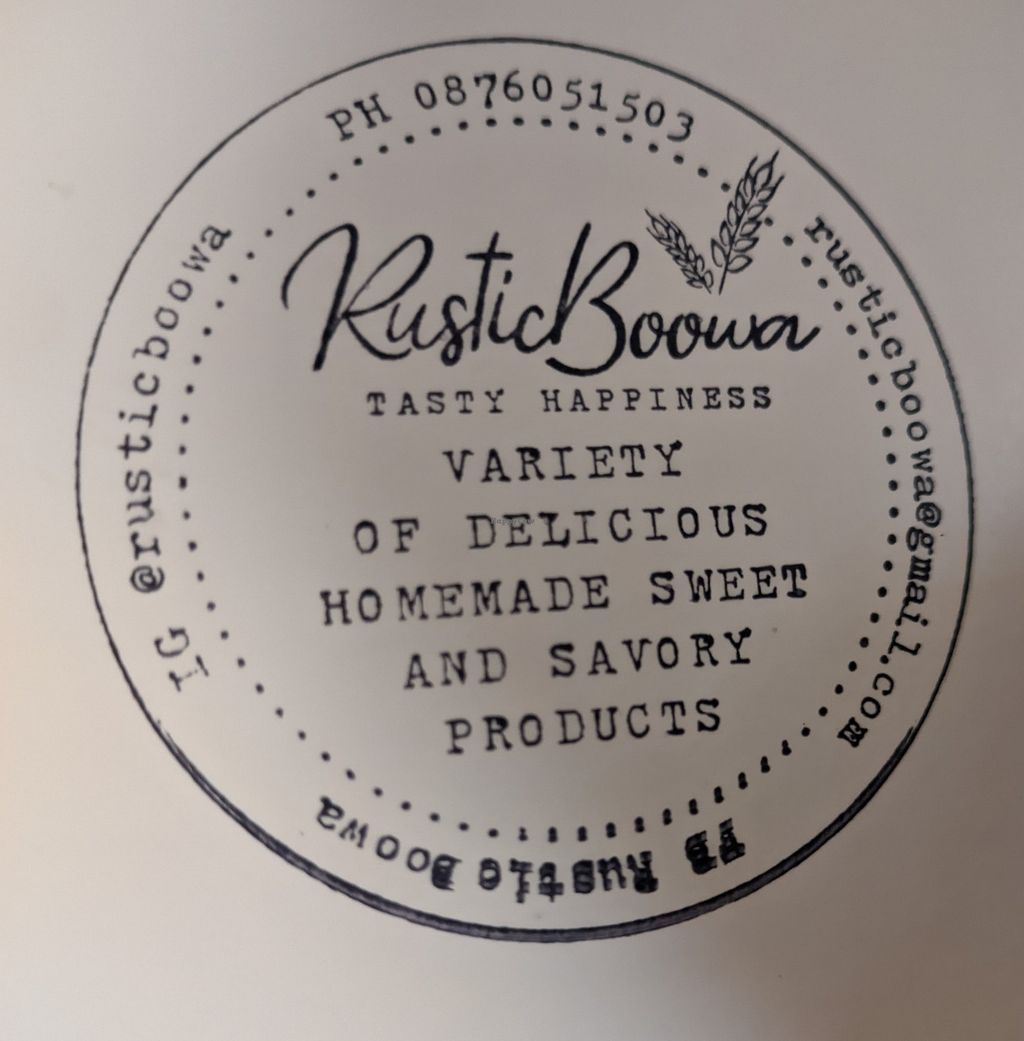 PH 0876051503
RusticBoowa
TASTY HAPPINESS
VARIETY
OF DELICIOUS
HOMEMADE SWEET
AND SAVORY
PRODUCTS
rusticboowa@gmail.com
FB Rustic Boowa
IG @rusticboowa